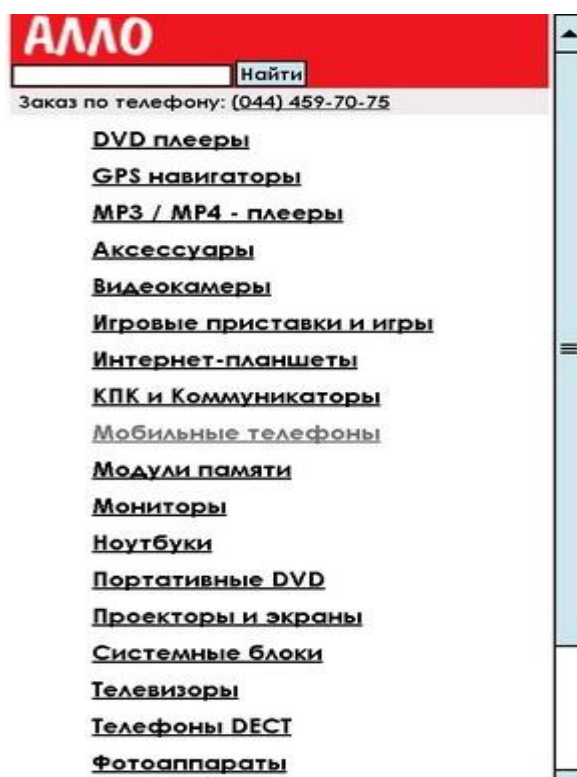 АЛЛО
Найти
Заказ по телефону: (044) 459-70-75
DVD плееры
GPS навигаторы
MP3 / MP4 - плееры
Аксессуары
Видеокамеры
Игровые приставки и игры
Интернет-планшеты
КПК и Коммуникаторы
Мобильные телефоны
Модули памяти
Мониторы
Ноутбуки
Портативные DVD
Проекторы и экраны
Системные блоки
Телевизоры
Телефоны DECT
Фотоаппараты